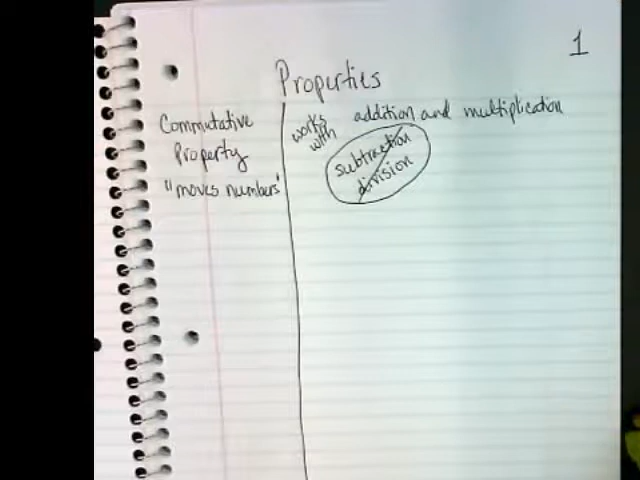 1
Properties
Commutative
Property
"moves numbers"
works
with
addition and multiplication
subtraction
division